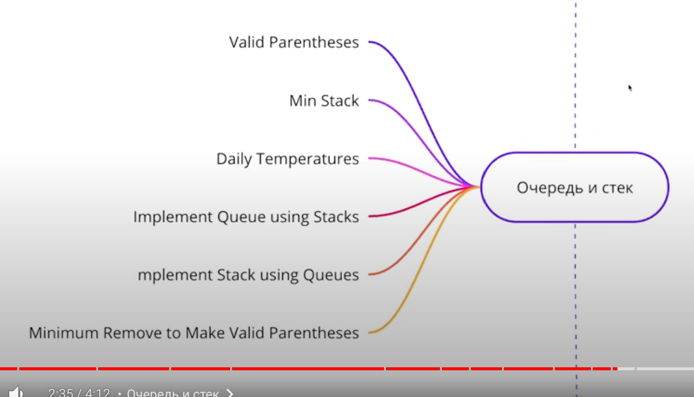 Valid Parentheses
Min Stack
Daily Temperatures
Implement Queue using Stacks
mplement Stack using Queues
Minimum Remove to Make Valid Parentheses
Очередь и стек
2:35 / 4:12 • Очередь и стек